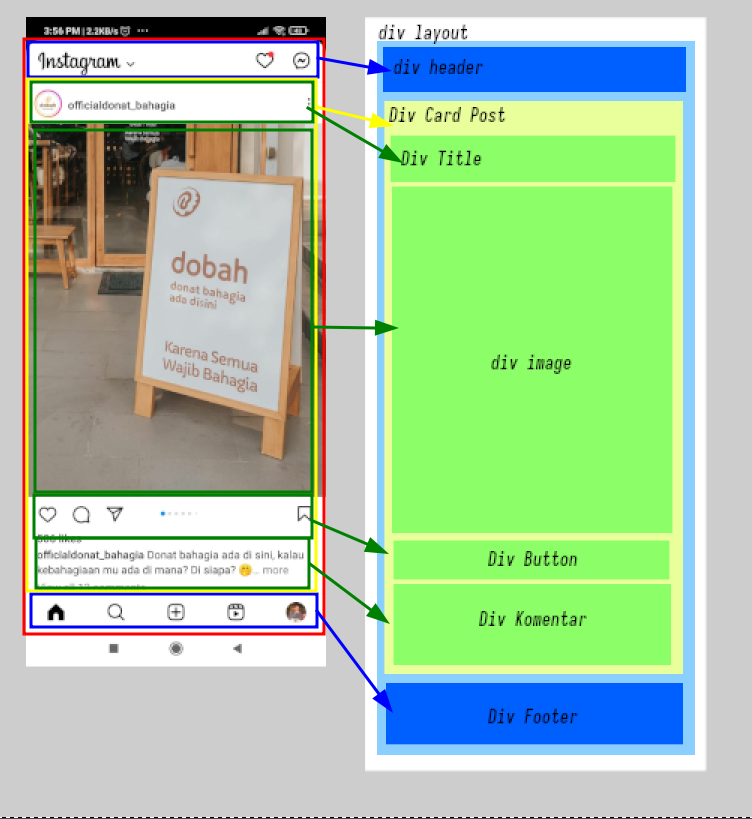 3:56 PM | 2.2KB/s
Instagram
officialdonat_bahagia
dobah
donat bahagia
ada disini
Karena Semua
Wajib Bahagia
likes
officialdonat_bahagia Donat bahagia ada di sini, kalau
kebahagiaan mu ada di mana? Di siapa? 🤭... more
div layout
div header
Div Card Post
Div Title
div image
Div Button
Div Komentar
Div Footer